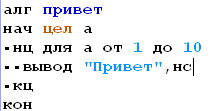 алг привет
нач цел а
·нц для а от 1 до 10
··вывод "Привет",нс
·кц
кон